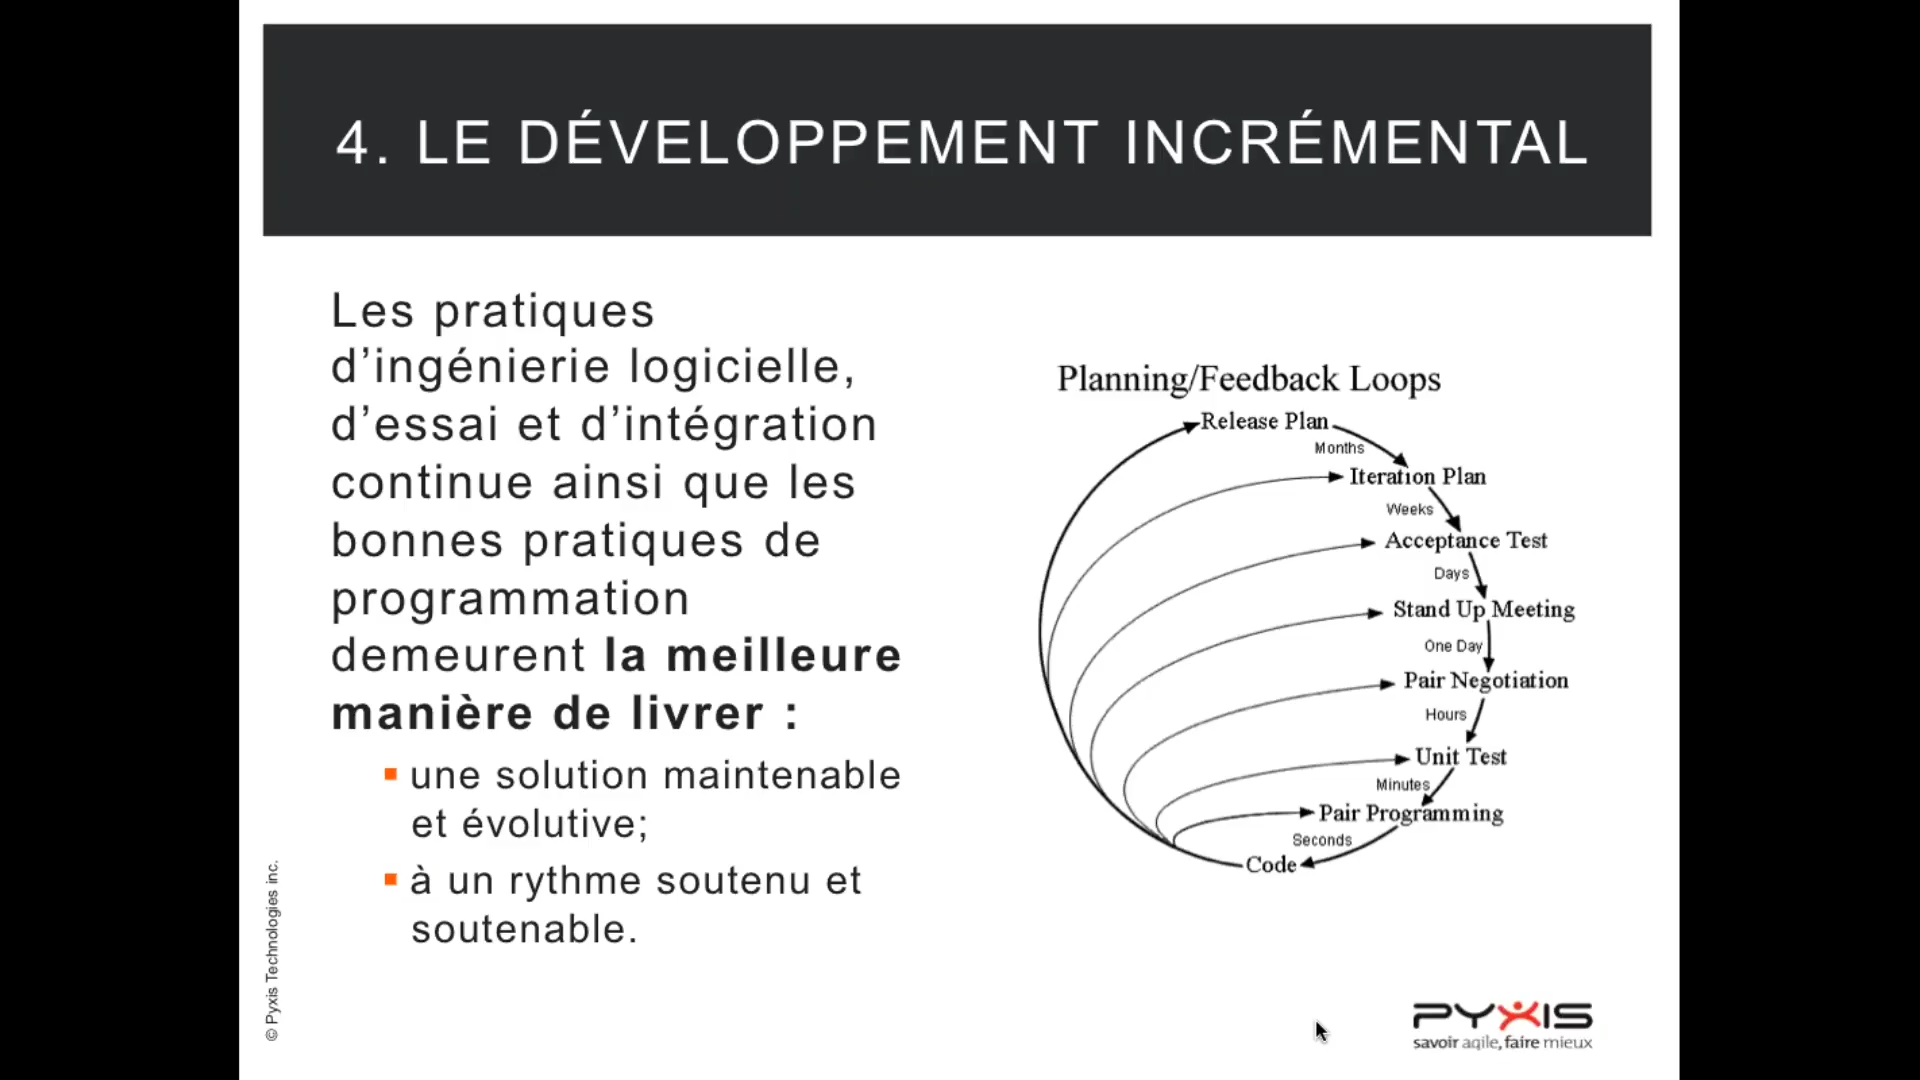 4. LE DÉVELOPPEMENT INCRÉMENTAL
Les pratiques
d’ingénierie logicielle,
d’essai et d’intégration
continue ainsi que les
bonnes pratiques de
programmation
demeurent la meilleure
manière de livrer :
une solution maintenable
et évolutive;
à un rythme soutenu et
soutenable.
Planning/Feedback Loops
Release Plan
Months
Iteration Plan
Weeks
Acceptance Test
Days
Stand Up Meeting
One Day
Pair Negotiation
Hours
Unit Test
Minutes
Pair Programming
Seconds
Code
© Pyxis Technologies inc.
PYXIS
savoir agile, faire mieux